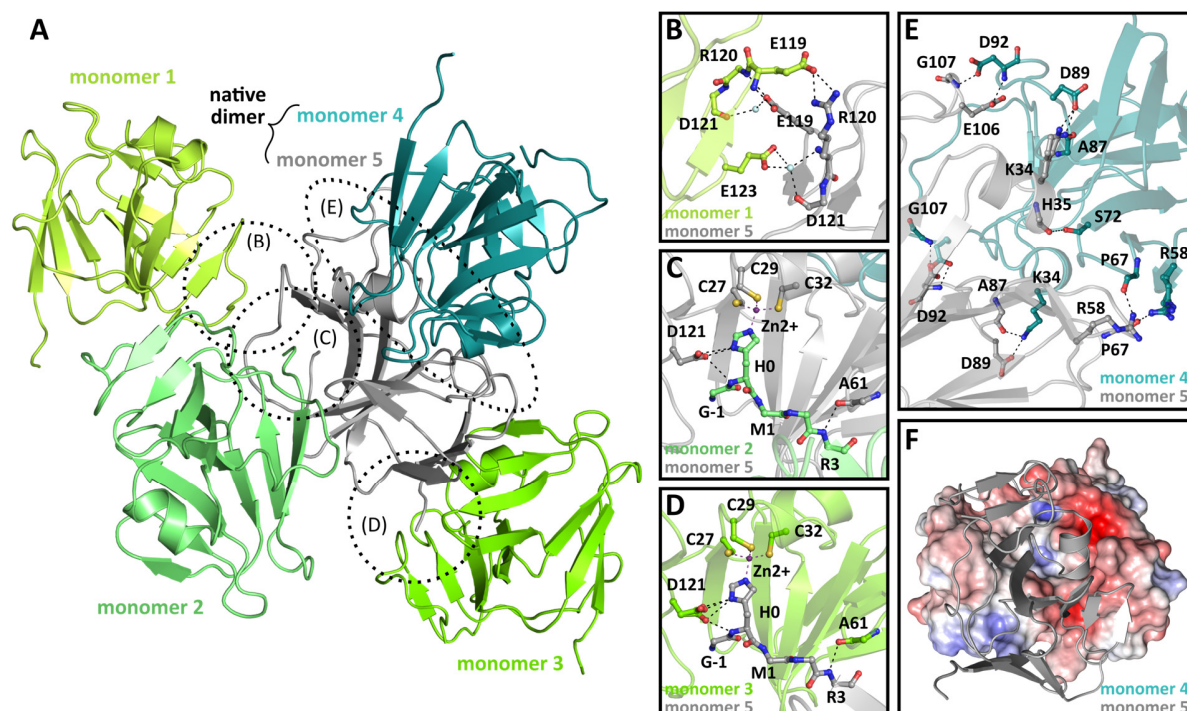 A
monomer 1
native
dimer
monomer 4
monomer 5
(E)
(B)
(C)
(D)
monomer 2
monomer 3
B
R120
E119
D121
E119
R120
E123
D121
monomer 1
monomer 5
C
C29
C27
C32
Zn2+
D121
H0
A61
G-1
M1
R3
monomer 2
monomer 5
D
C29
C27
C32
Zn2+
D121
H0
A61
G-1
M1
R3
monomer 3
monomer 5
E
D92
G107
D89
E106
A87
K34
H35
G107
S72
P67
R58
A87
K34
D92
R58
D89
P67
monomer 4
monomer 5
F
monomer 4
monomer 5